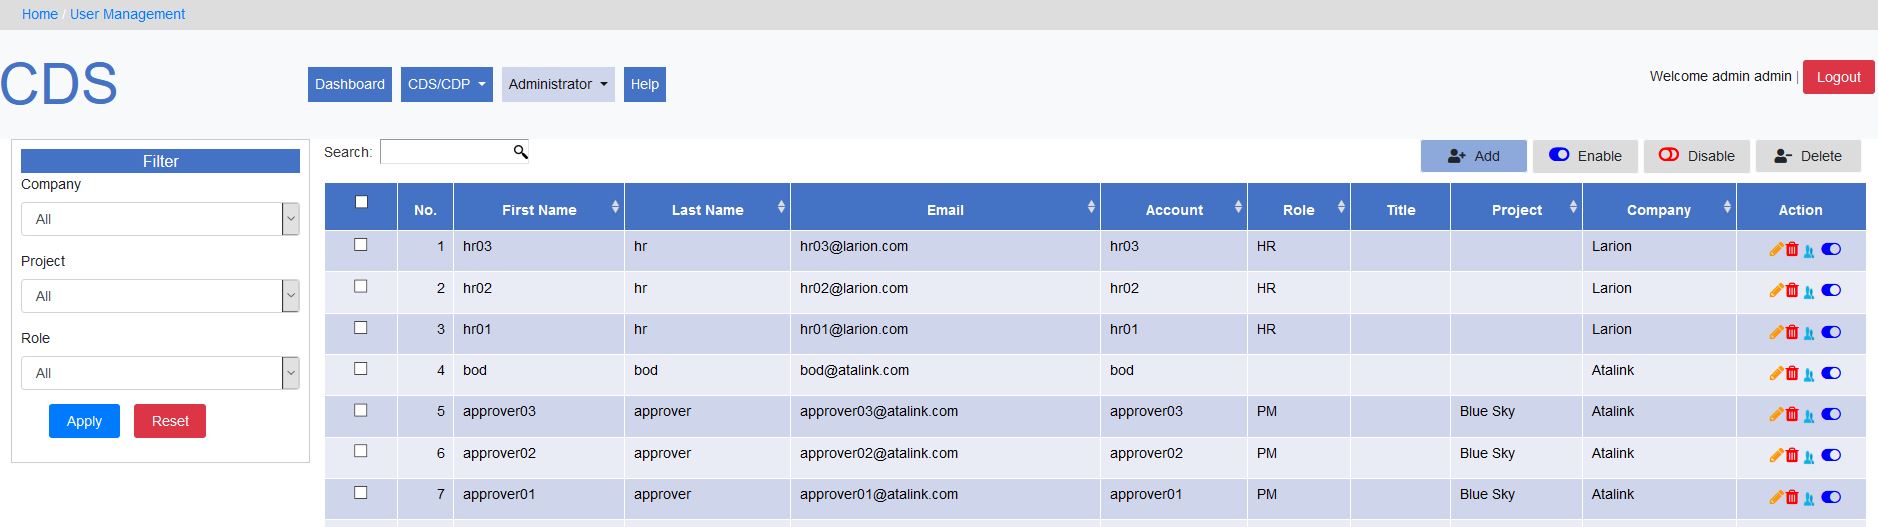 Home / User Management
CDS
Dashboard
CDS/CDP
Administrator
Help
Welcome admin admin |
Logout
Filter
Company
All
Project
All
Role
All
Apply
Reset
Search:
Add
Enable
Disable
Delete
No. First Name Last Name Email Account Role Title Project Company Action
1 hr03 hr hr03@larion.com hr03 HR Larion
2 hr02 hr hr02@larion.com hr02 HR Larion
3 hr01 hr hr01@larion.com hr01 HR Larion
4 bod bod bod@atalink.com bod Atalink
5 approver03 approver approver03@atalink.com approver03 PM Blue Sky Atalink
6 approver02 approver approver02@atalink.com approver02 PM Blue Sky Atalink
7 approver01 approver approver01@atalink.com approver01 PM Blue Sky Atalink